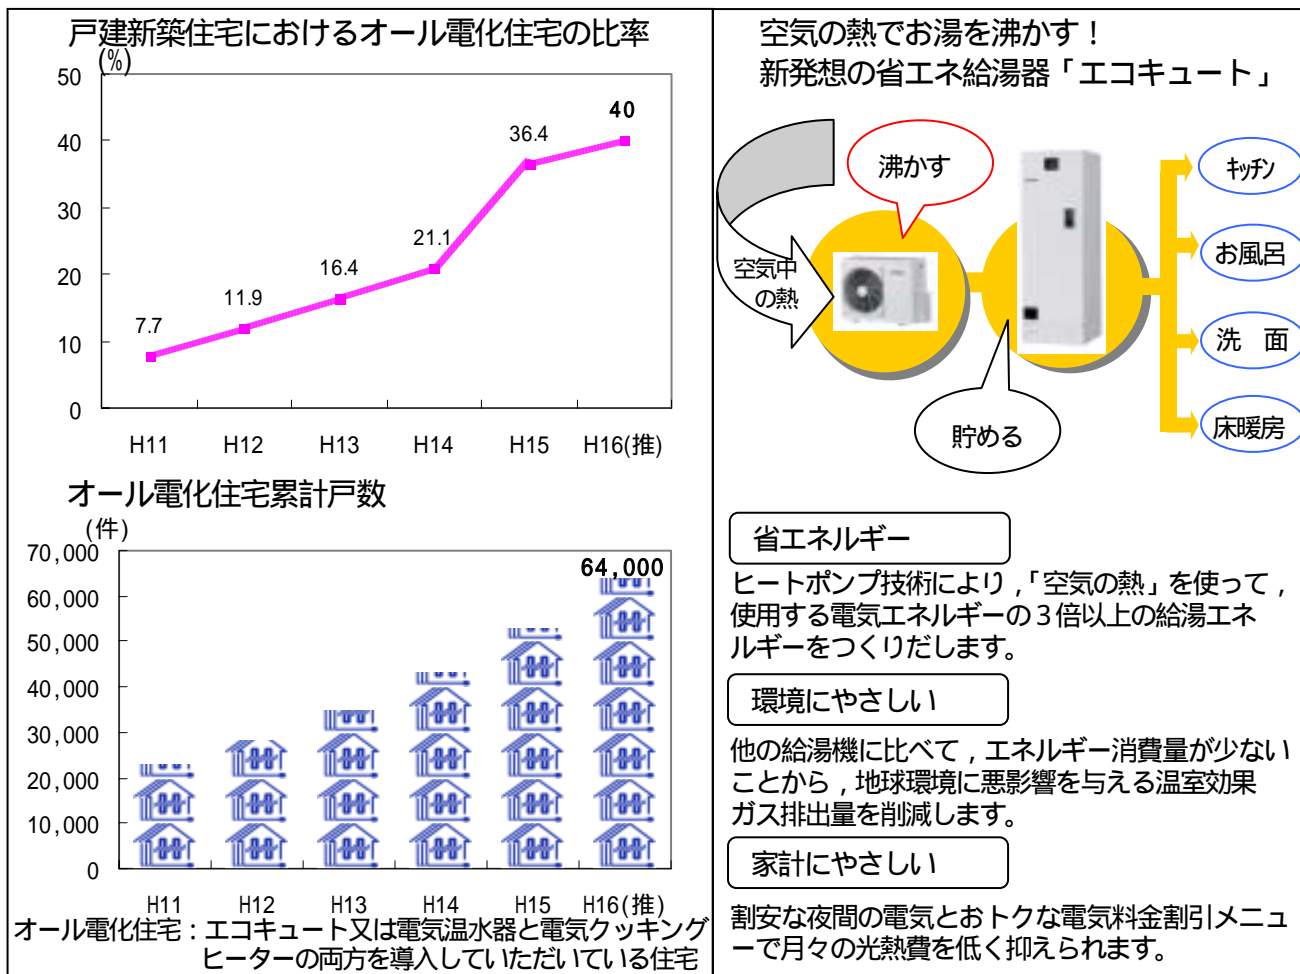 戸建新築住宅におけるオール電化住宅の比率
(%)
50
40
30
20
10
0
7.7
11.9
16.4
21.1
36.4
40
H11
H12
H13
H14
H15
H16(推)
オール電化住宅累計戸数
(件)
70,000
60,000
50,000
40,000
30,000
20,000
10,000
0
64,000
H11
H12
H13
H14
H15
H16(推)
オール電化住宅：エコキュート又は電気温水器と電気クッキング
ヒーターの両方を導入していただいている住宅
空気の熱でお湯を沸かす！
新発想の省エネ給湯器「エコキュート」
沸かす
空気中
の熱
貯める
キッチン
お風呂
洗　面
床暖房
省エネルギー
ヒートポンプ技術により，「空気の熱」を使って，
使用する電気エネルギーの３倍以上の給湯エネ
ルギーをつくりだします。
環境にやさしい
他の給湯機に比べて，エネルギー消費量が少ない
ことから，地球環境に悪影響を与える温室効果
ガス排出量を削減します。
家計にやさしい
割安な夜間の電気とおトクな電気料金割引メニュ
ーで月々の光熱費を低く抑えられます。